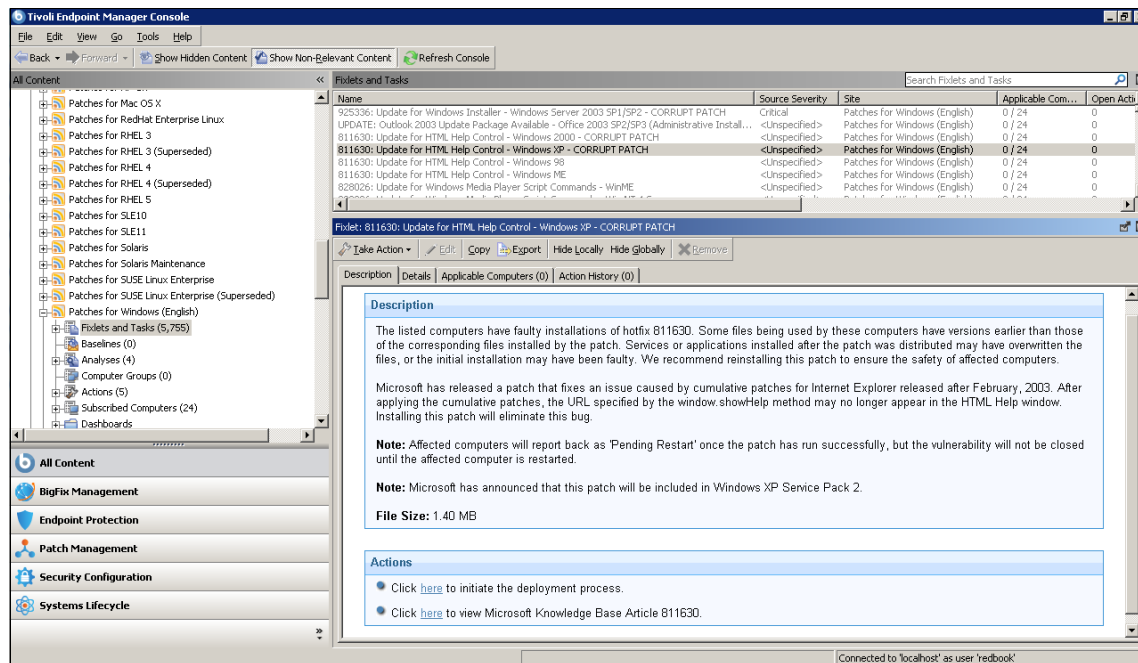 Tivoli Endpoint Manager Console
File Edit View Go Tools Help
Back Forward Show Hidden Content Show Non-Relevant Content Refresh Console
All Content «
Patches for Mac OS X
Patches for RedHat Enterprise Linux
Patches for RHEL 3
Patches for RHEL 3 (Superseded)
Patches for RHEL 4
Patches for RHEL 4 (Superseded)
Patches for RHEL 5
Patches for SLE10
Patches for SLE11
Patches for Solaris
Patches for Solaris Maintenance
Patches for SUSE Linux Enterprise
Patches for SUSE Linux Enterprise (Superseded)
Patches for Windows (English)
Fixlets and Tasks (5,755)
Baselines (0)
Analyses (4)
Computer Groups (0)
Actions (5)
Subscribed Computers (24)
Dashboards
All Content
BigFix Management
Endpoint Protection
Patch Management
Security Configuration
Systems Lifecycle
»
Fixlets and Tasks Search Fixlets and Tasks
Name Source Severity Site Applicable Com... Open Acti
925336: Update for Windows Installer - Windows Server 2003 SP1/SP2 - CORRUPT PATCH Critical Patches for Windows (English) 0 / 24 0
UPDATE: Outlook 2003 Update Package Available - Office 2003 SP2/SP3 (Administrative Install... <Unspecified> Patches for Windows (English) 0 / 24 0
811630: Update for HTML Help Control - Windows 2000 - CORRUPT PATCH <Unspecified> Patches for Windows (English) 0 / 24 0
811630: Update for HTML Help Control - Windows XP - CORRUPT PATCH <Unspecified> Patches for Windows (English) 0 / 24 0
811630: Update for HTML Help Control - Windows 98 <Unspecified> Patches for Windows (English) 0 / 24 0
811630: Update for HTML Help Control - Windows ME <Unspecified> Patches for Windows (English) 0 / 24 0
828026: Update for Windows Media Player Script Commands - WinME <Unspecified> Patches for Windows (English) 0 / 24 0
Fixlet: 811630: Update for HTML Help Control - Windows XP - CORRUPT PATCH
Take Action Edit Copy Export Hide Locally Hide Globally Remove
Description Details Applicable Computers (0) Action History (0)
Description
The listed computers have faulty installations of hotfix 811630. Some files being used by these computers have versions earlier than those
of the corresponding files installed by the patch. Services or applications installed after the patch was distributed may have overwritten the
files, or the initial installation may have been faulty. We recommend reinstalling this patch to ensure the safety of affected computers.
Microsoft has released a patch that fixes an issue caused by cumulative patches for Internet Explorer released after February, 2003. After
applying the cumulative patches, the URL specified by the window.showHelp method may no longer appear in the HTML Help window.
Installing this patch will eliminate this bug.
Note: Affected computers will report back as 'Pending Restart' once the patch has run successfully, but the vulnerability will not be closed
until the affected computer is restarted.
Note: Microsoft has announced that this patch will be included in Windows XP Service Pack 2.
File Size: 1.40 MB
Actions
Click here to initiate the deployment process.
Click here to view Microsoft Knowledge Base Article 811630.
Connected to 'localhost' as user 'redbook'